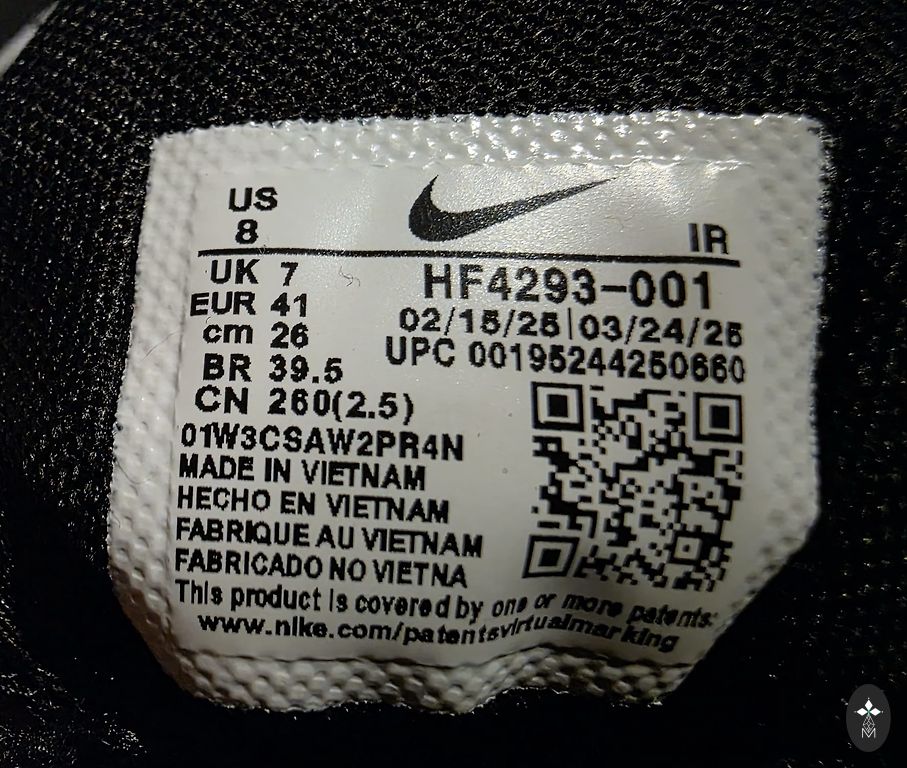 US
8
IR
UK 7
HF4293-001
EUR 41
02/15/25|03/24/25
cm 26
UPC 00195244250660
BR 39.5
CN 260(2.5)
01W3CSAW2PR4N
MADE IN VIETNAM
HECHO EN VIETNAM
FABRIQUE AU VIETNAM
FABRICADO NO VIETNA
This product is covered by one or more patents:
www.nike.com/patentsvirtualmarking
M